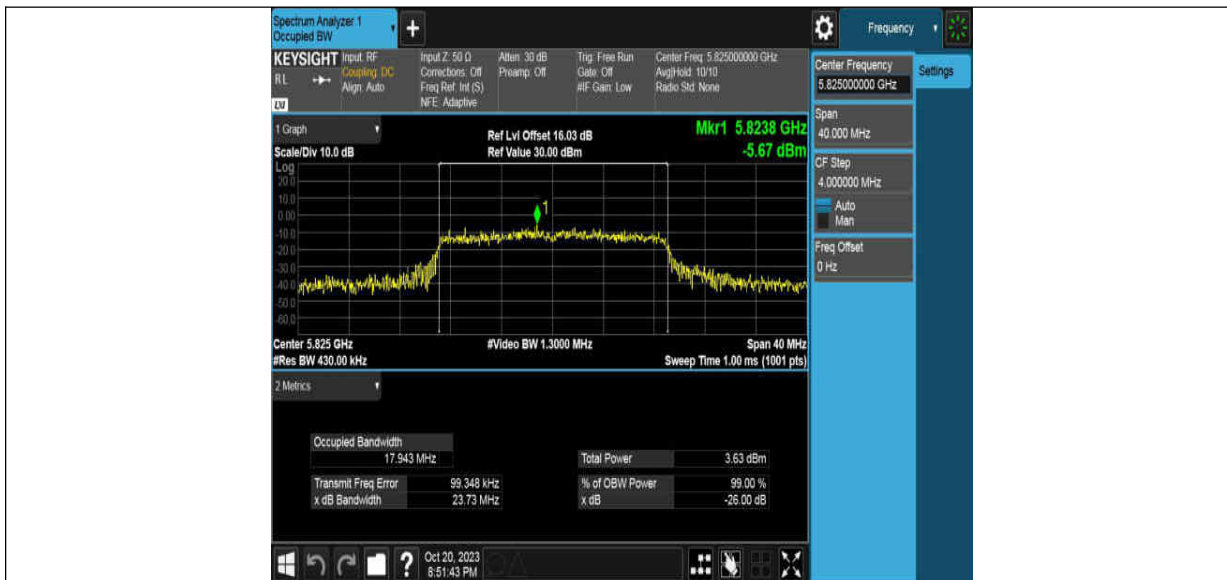 Spectrum Analyzer 1
Occupied BW
+
Frequency
KEYSIGHT
RL
LXI
Input: RF
Coupling: DC
Align: Auto
Input Z: 50 Ω
Corrections: Off
Freq Ref: Int (S)
NFE: Adaptive
Atten: 30 dB
Preamp: Off
Trig: Free Run
Gate: Off
#IF Gain: Low
Center Freq: 5.825000000 GHz
Avg|Hold: 10/10
Radio Std: None
Center Frequency
5.825000000 GHz
Settings
Span
40.000 MHz
CF Step
4.000000 MHz
Auto
Man
Freq Offset
0 Hz
1 Graph
Scale/Div 10.0 dB
Ref Lvl Offset 16.03 dB
Ref Value 30.00 dBm
Mkr1 5.8238 GHz
-5.67 dBm
Log
20.0
10.0
0.00
-10.0
-20.0
-30.0
-40.0
-50.0
-60.0
1
Center 5.825 GHz
#Video BW 1.3000 MHz
Span 40 MHz
#Res BW 430.00 kHz
Sweep Time 1.00 ms (1001 pts)
2 Metrics
Occupied Bandwidth
17.943 MHz
Total Power 3.63 dBm
Transmit Freq Error 99.348 kHz
% of OBW Power 99.00 %
x dB Bandwidth 23.73 MHz
x dB -26.00 dB
?
Oct 20, 2023
8:51:43 PM